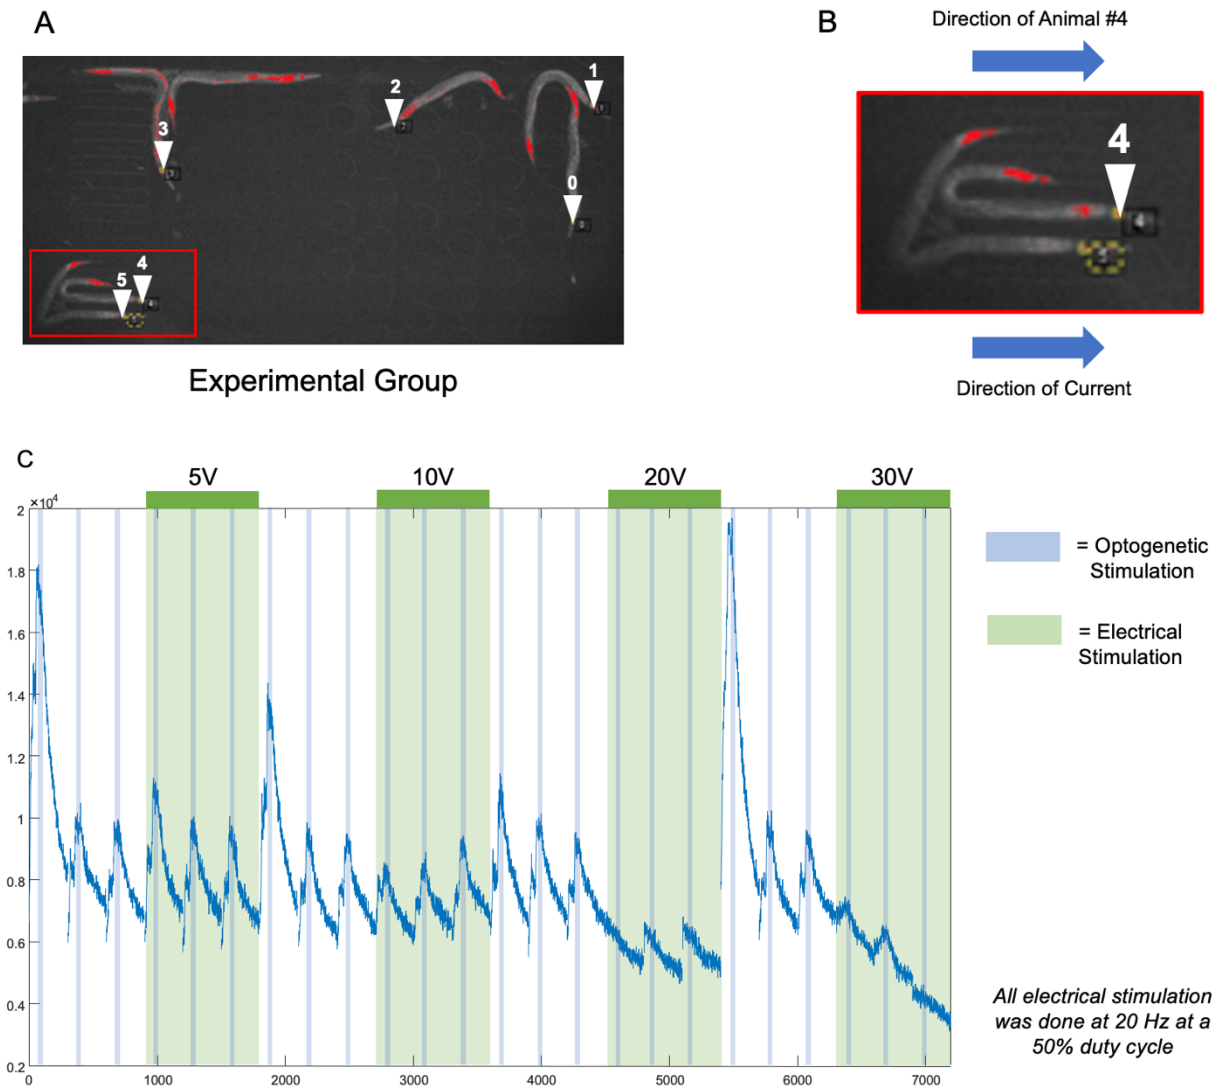 A
B
Direction of Animal #4
1
2
3
0
5
4
4
4
Experimental Group
Direction of Current
C
5V
10V
20V
30V
×10⁴
2
1.8
1.6
1.4
1.2
1
0.8
0.6
0.4
0.2
0
1000
2000
3000
4000
5000
6000
7000
= Optogenetic
Stimulation
= Electrical
Stimulation
All electrical stimulation
was done at 20 Hz at a
50% duty cycle